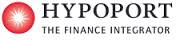 HYPOPORT
THE FINANCE INTEGRATOR